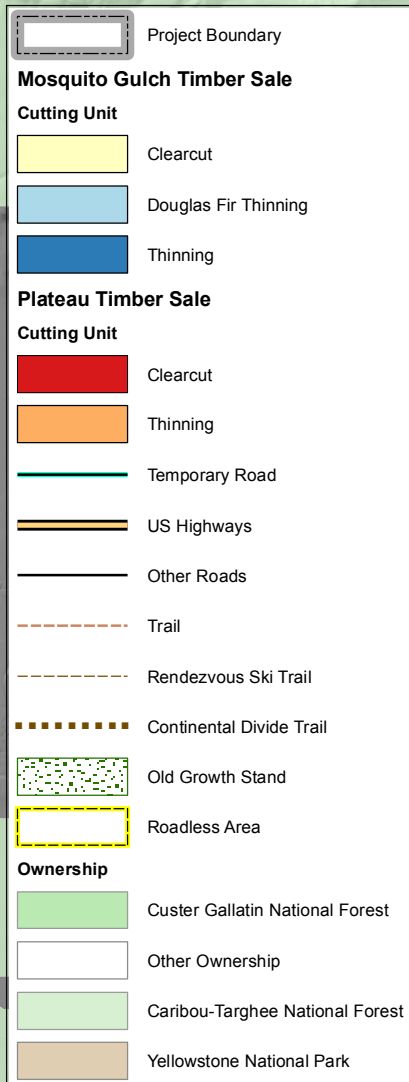 Project Boundary
Mosquito Gulch Timber Sale
Cutting Unit
Clearcut
Douglas Fir Thinning
Thinning
Plateau Timber Sale
Cutting Unit
Clearcut
Thinning
Temporary Road
US Highways
Other Roads
Trail
Rendezvous Ski Trail
Continental Divide Trail
Old Growth Stand
Roadless Area
Ownership
Custer Gallatin National Forest
Other Ownership
Caribou-Targhee National Forest
Yellowstone National Park